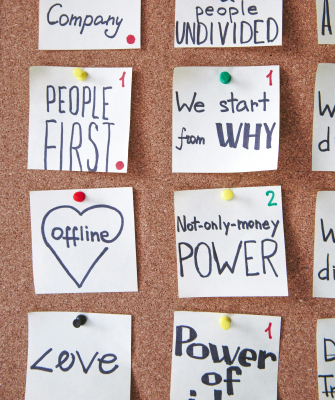 Company
people
UNDIVIDED
A
1
PEOPLE
FIRST
1
We start
from WHY
W
d
offline
2
Not-only-money
POWER
W
di
Love
1
Power
of
D